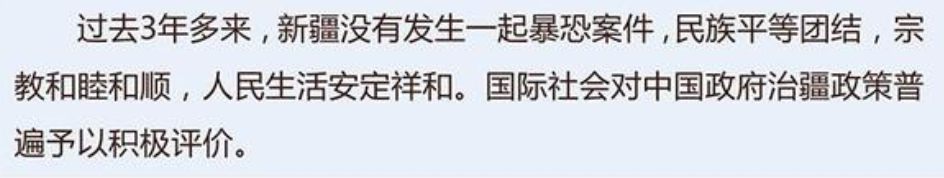 过去3年多来，新疆没有发生一起暴恐案件，民族平等团结，宗
教和睦和顺，人民生活安定祥和。国际社会对中国政府治疆政策普
遍予以积极评价。